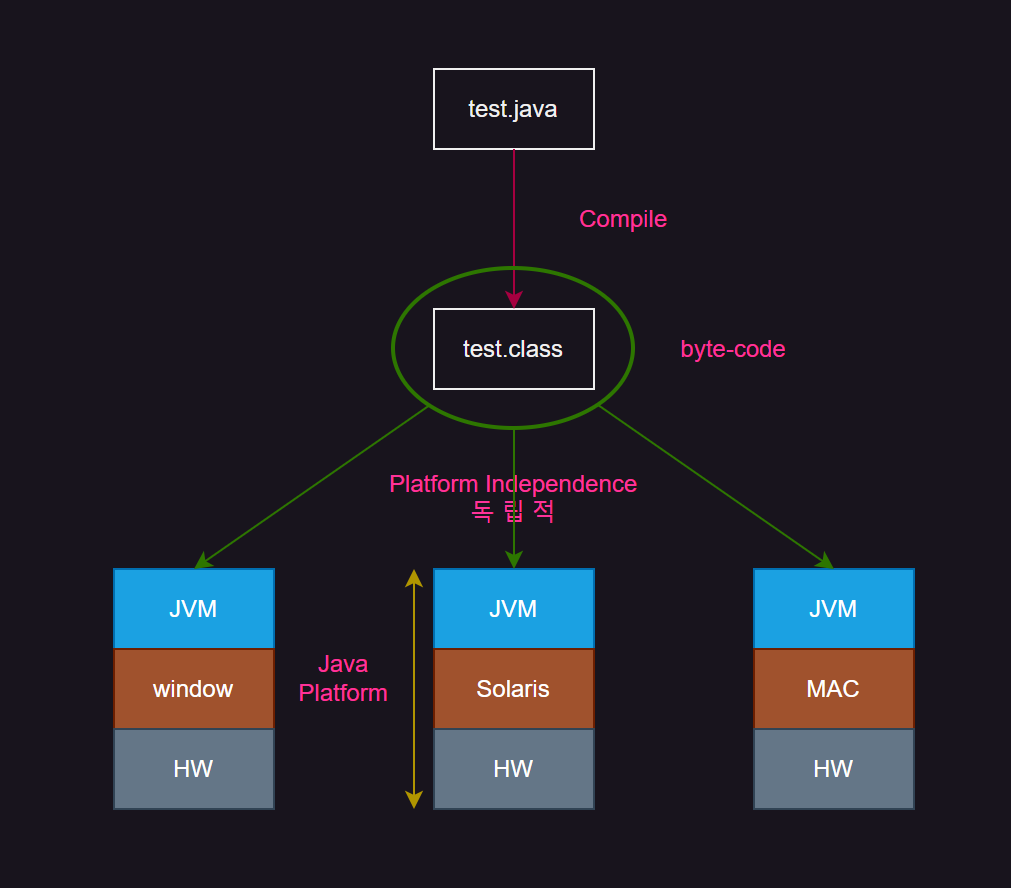 test.java
Compile
test.class
byte-code
Platform Independence
독 립 적
JVM
JVM
JVM
Java
Platform
window
Solaris
MAC
HW
HW
HW